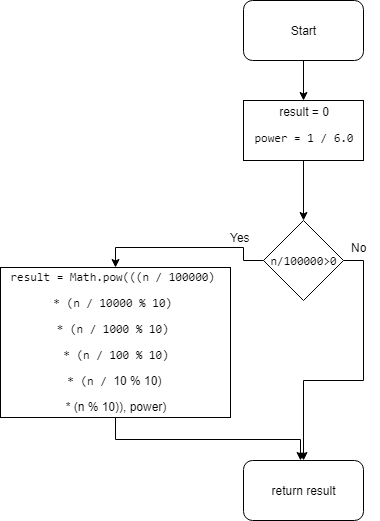 Start
result = 0
power = 1 / 6.0
n/100000>0
Yes
No
result = Math.pow(((n / 100000)
* (n / 10000 % 10)
* (n / 1000 % 10)
* (n / 100 % 10)
* (n / 10 % 10)
* (n % 10)), power)
return result